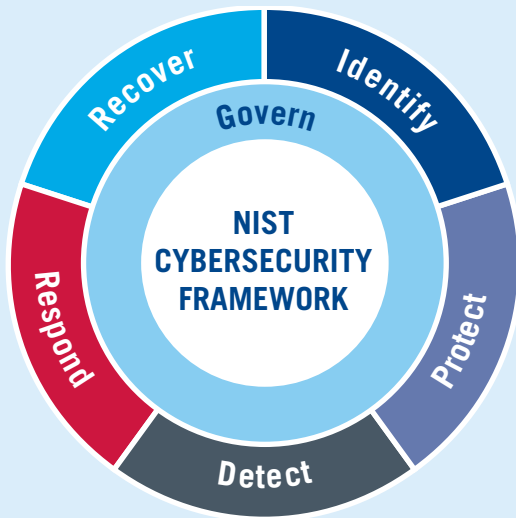 Recover
Identify
Govern
NIST
CYBERSECURITY
FRAMEWORK
Respond
Protect
Detect